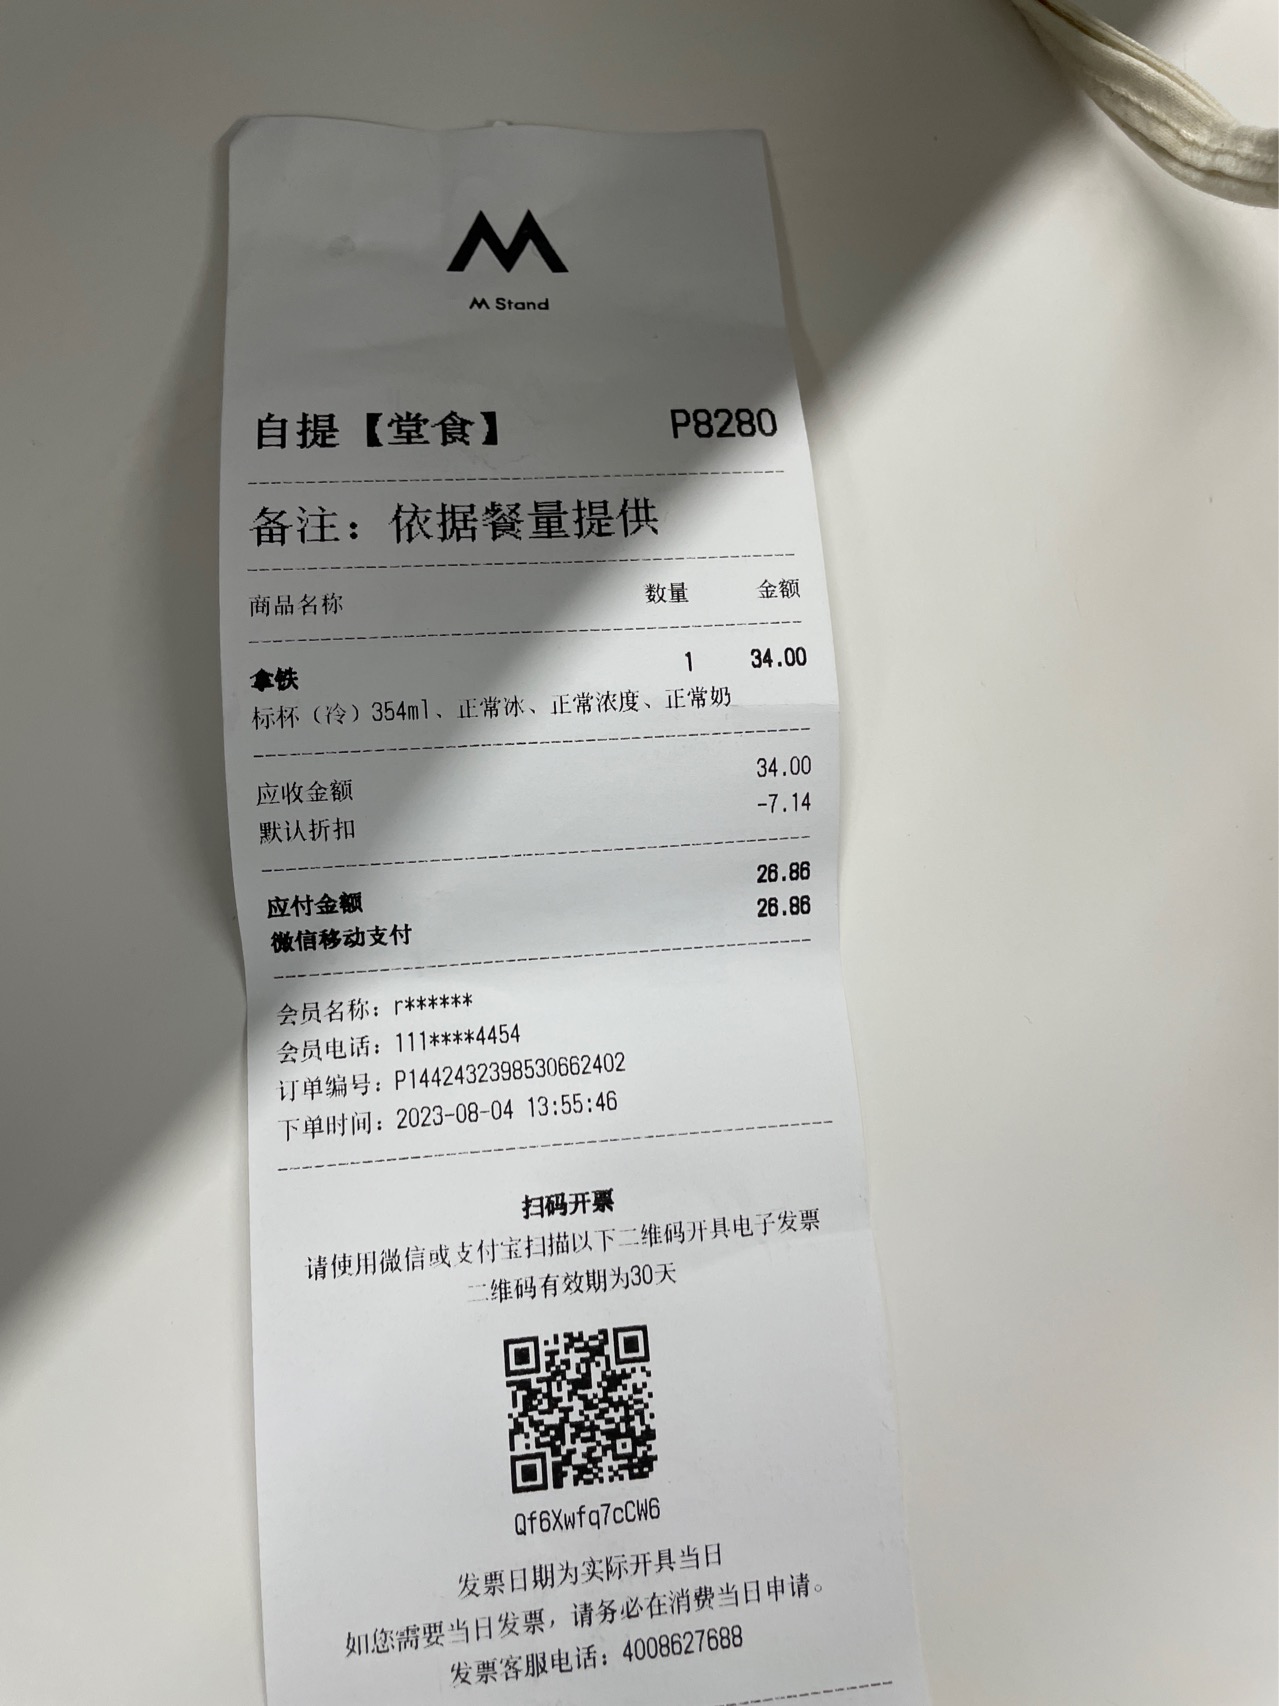 M Stand
自提【堂食】 P8280
备注：依据餐量提供
商品名称 数量 金额
拿铁 1 34.00
标杯（冷）354ml、正常冰、正常浓度、正常奶
应收金额 34.00
默认折扣 -7.14
应付金额 26.86
微信移动支付 26.86
会员名称：r******
会员电话：111****4454
订单编号：P1442432398530662402
下单时间：2023-08-04 13:55:46
扫码开票
请使用微信或支付宝扫描以下二维码开具电子发票
二维码有效期为30天
Qf6Xwfq7cCW6
发票日期为实际开具当日
如您需要当日发票，请务必在消费当日申请。
发票客服电话：4008627688